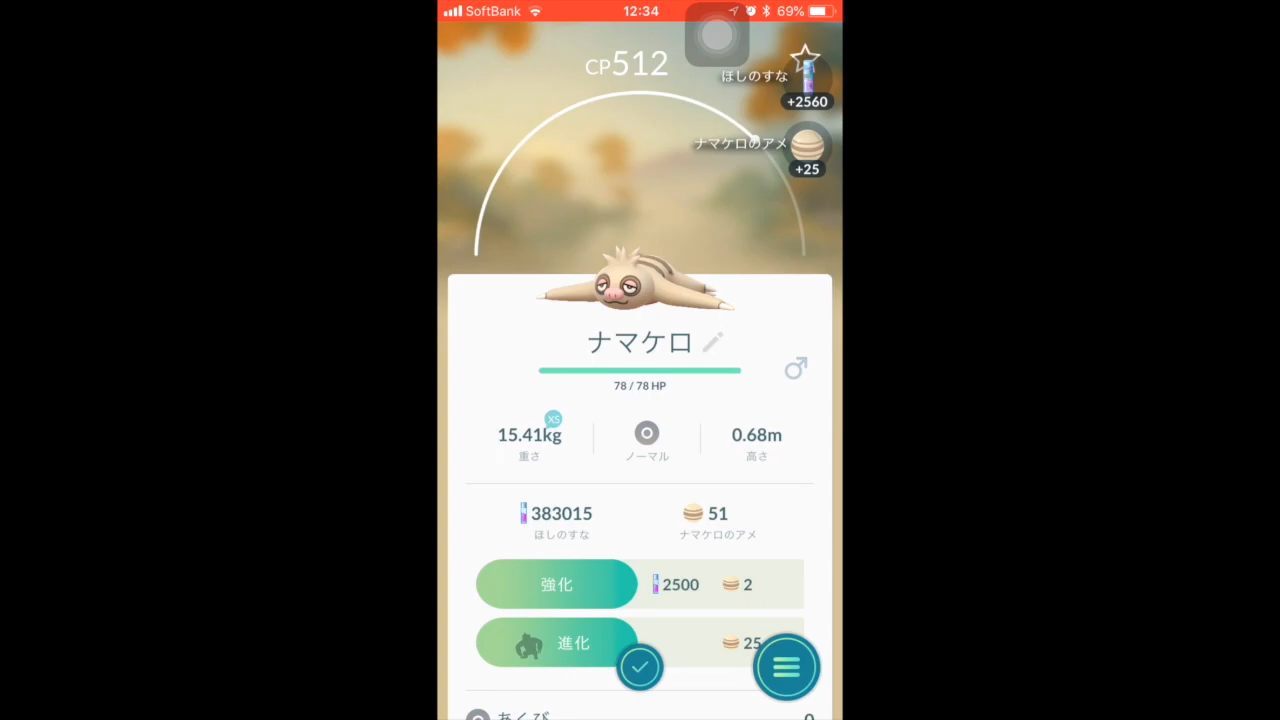 SoftBank 12:34 69%
CP512
ほしのすな
+2560
ナマケロのアメ
+25
ナマケロ
78 / 78 HP
XS
15.41kg 0.68m
重さ ノーマル 高さ
383015 51
ほしのすな ナマケロのアメ
強化 2500 2
進化 25
あくび